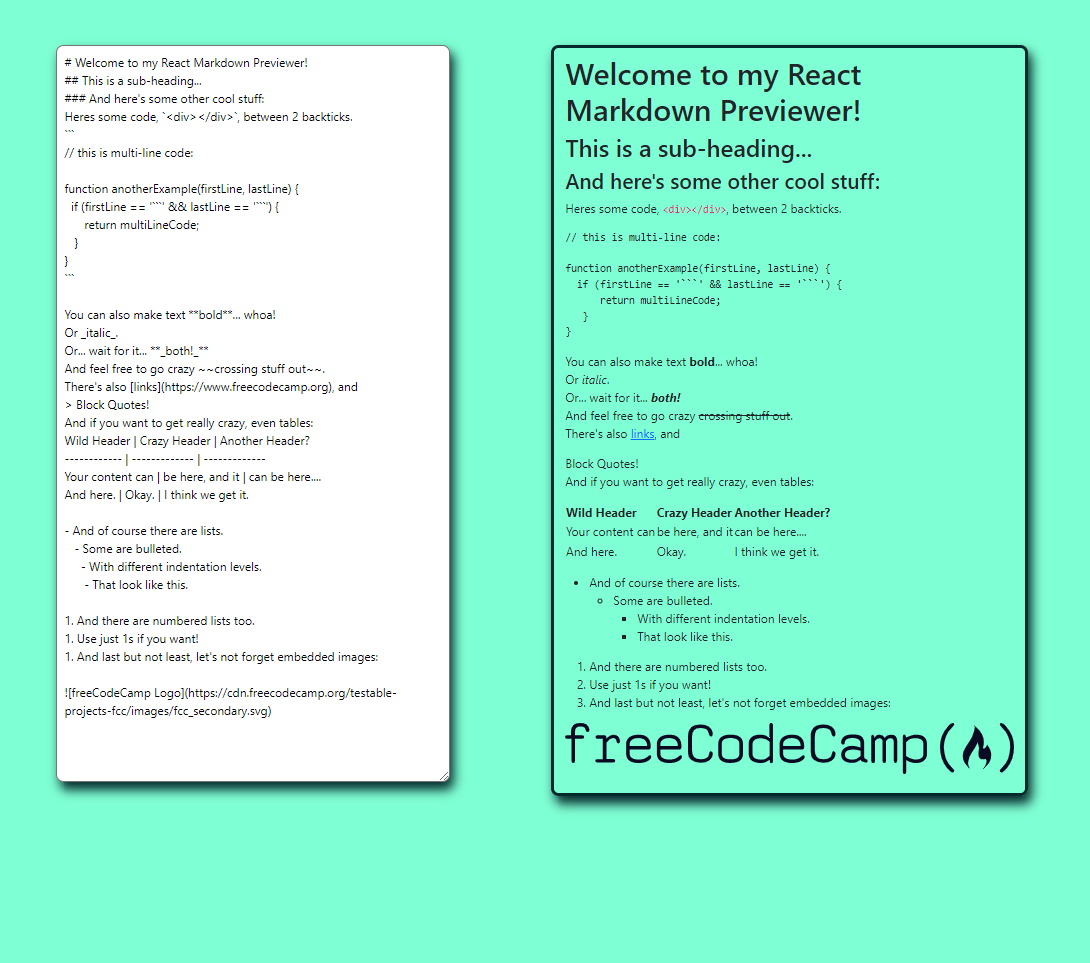 # Welcome to my React Markdown Previewer!
## This is a sub-heading...
### And here's some other cool stuff:
Heres some code, `<div></div>`, between 2 backticks.
```
// this is multi-line code:

function anotherExample(firstLine, lastLine) {
  if (firstLine == '```' && lastLine == '```') {
      return multiLineCode;
   }
}
```

You can also make text **bold**... whoa!
Or _italic_.
Or... wait for it... **_both!_**
And feel free to go crazy ~~crossing stuff out~~.
There's also [links](https://www.freecodecamp.org), and
> Block Quotes!
And if you want to get really crazy, even tables:
Wild Header | Crazy Header | Another Header?
------------ | ------------- | -------------
Your content can | be here, and it | can be here....
And here. | Okay. | I think we get it.

- And of course there are lists.
   - Some are bulleted.
     - With different indentation levels.
      - That look like this.

1. And there are numbered lists too.
1. Use just 1s if you want!
1. And last but not least, let's not forget embedded images:

![freeCodeCamp Logo](https://cdn.freecodecamp.org/testable-
projects-fcc/images/fcc_secondary.svg)

Welcome to my React
Markdown Previewer!
This is a sub-heading...
And here's some other cool stuff:
Heres some code, <div></div>, between 2 backticks.
// this is multi-line code:

function anotherExample(firstLine, lastLine) {
  if (firstLine == '```' && lastLine == '```') {
      return multiLineCode;
   }
}

You can also make text bold... whoa!
Or italic.
Or... wait for it... both!
And feel free to go crazy crossing stuff out.
There's also links, and
Block Quotes!
And if you want to get really crazy, even tables:
Wild Header Crazy Header Another Header?
Your content can be here, and it can be here....
And here. Okay. I think we get it.
• And of course there are lists.
◦ Some are bulleted.
▪ With different indentation levels.
▪ That look like this.
1. And there are numbered lists too.
2. Use just 1s if you want!
3. And last but not least, let's not forget embedded images:
freeCodeCamp( )